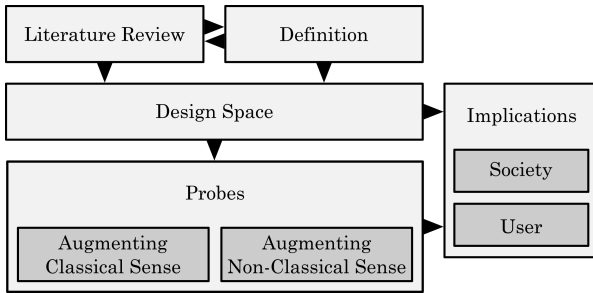 Literature Review
Definition
Design Space
Implications
Society
User
Probes
Augmenting
Classical Sense
Augmenting
Non-Classical Sense